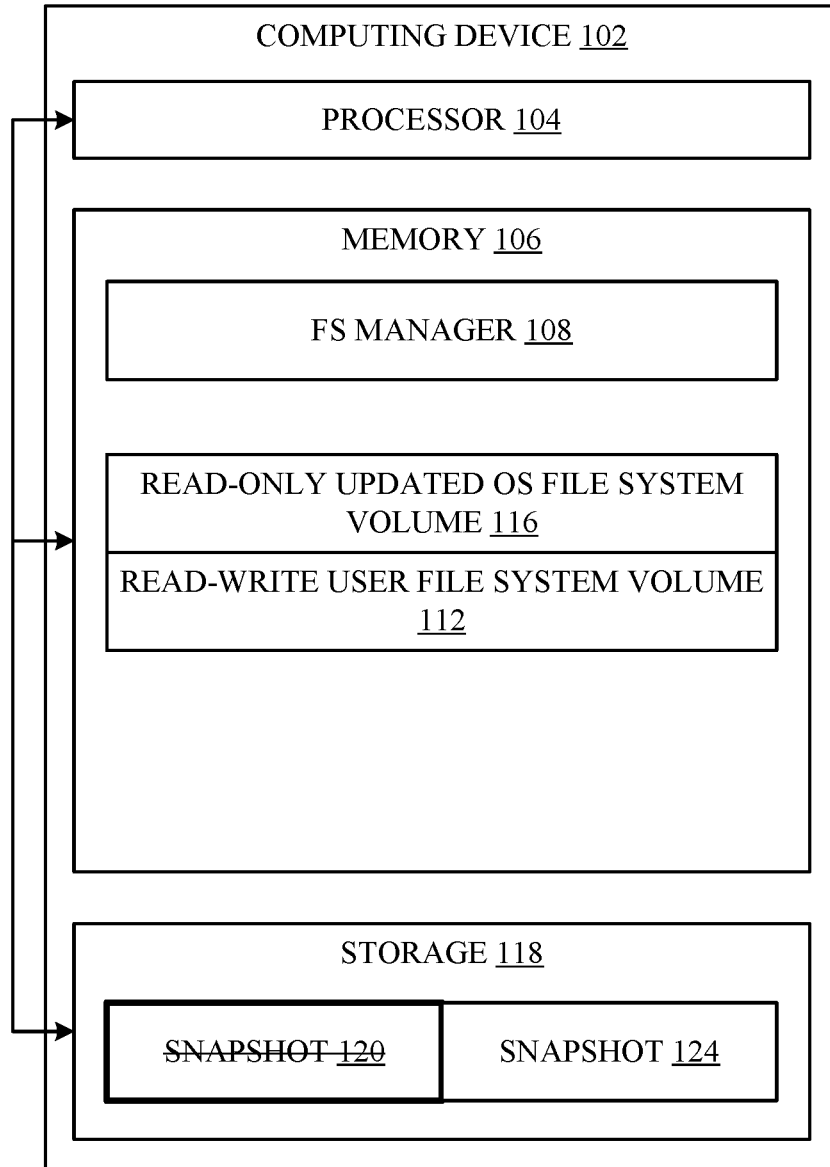 COMPUTING DEVICE 102
PROCESSOR 104
MEMORY 106
FS MANAGER 108
READ-ONLY UPDATED OS FILE SYSTEM
VOLUME 116
READ-WRITE USER FILE SYSTEM VOLUME
112
STORAGE 118
SNAPSHOT 120
SNAPSHOT 124